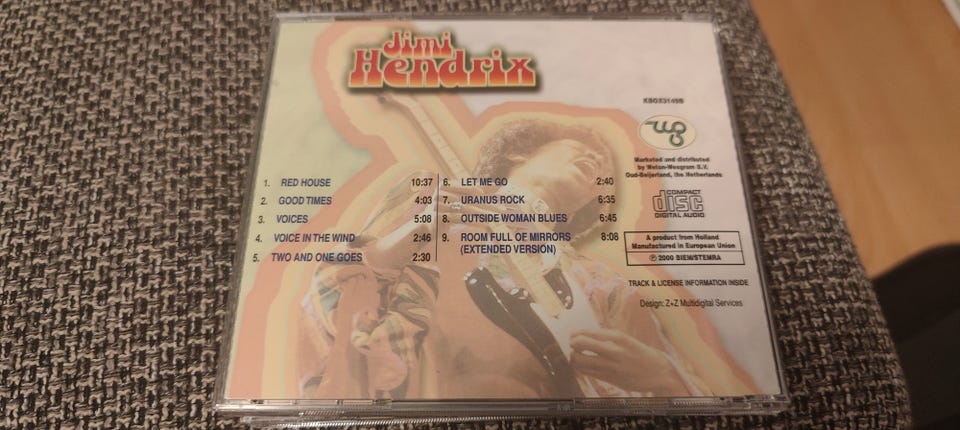 Jimi
Hendrix
KBOX3149B
Marketed and distributed
by Weton-Wesgram B.V.
Oud-Beijerland, the Netherlands
COMPACT
disc
DIGITAL AUDIO
A product from Holland
Manufactured in European Union
℗ 2000 BIEM/STEMRA
TRACK & LICENSE INFORMATION INSIDE
Design: Z+Z Multidigital Services
1. RED HOUSE 10:37
2. GOOD TIMES 4:03
3. VOICES 5:08
4. VOICE IN THE WIND 2:46
5. TWO AND ONE GOES 2:30
6. LET ME GO 2:40
7. URANUS ROCK 6:35
8. OUTSIDE WOMAN BLUES 6:45
9. ROOM FULL OF MIRRORS 8:08
(EXTENDED VERSION)